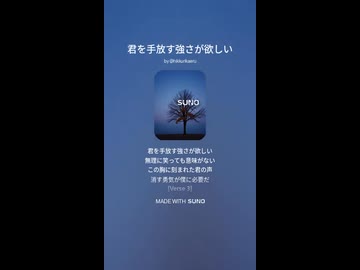 君を手放す強さが欲しい
SUNO
君を手放す強さが欲しい
無理に笑っても意味がない
この胸に刻まれた君の声
消す勇気が僕に必要だ
[Verse 3]
MADE WITH SUNO